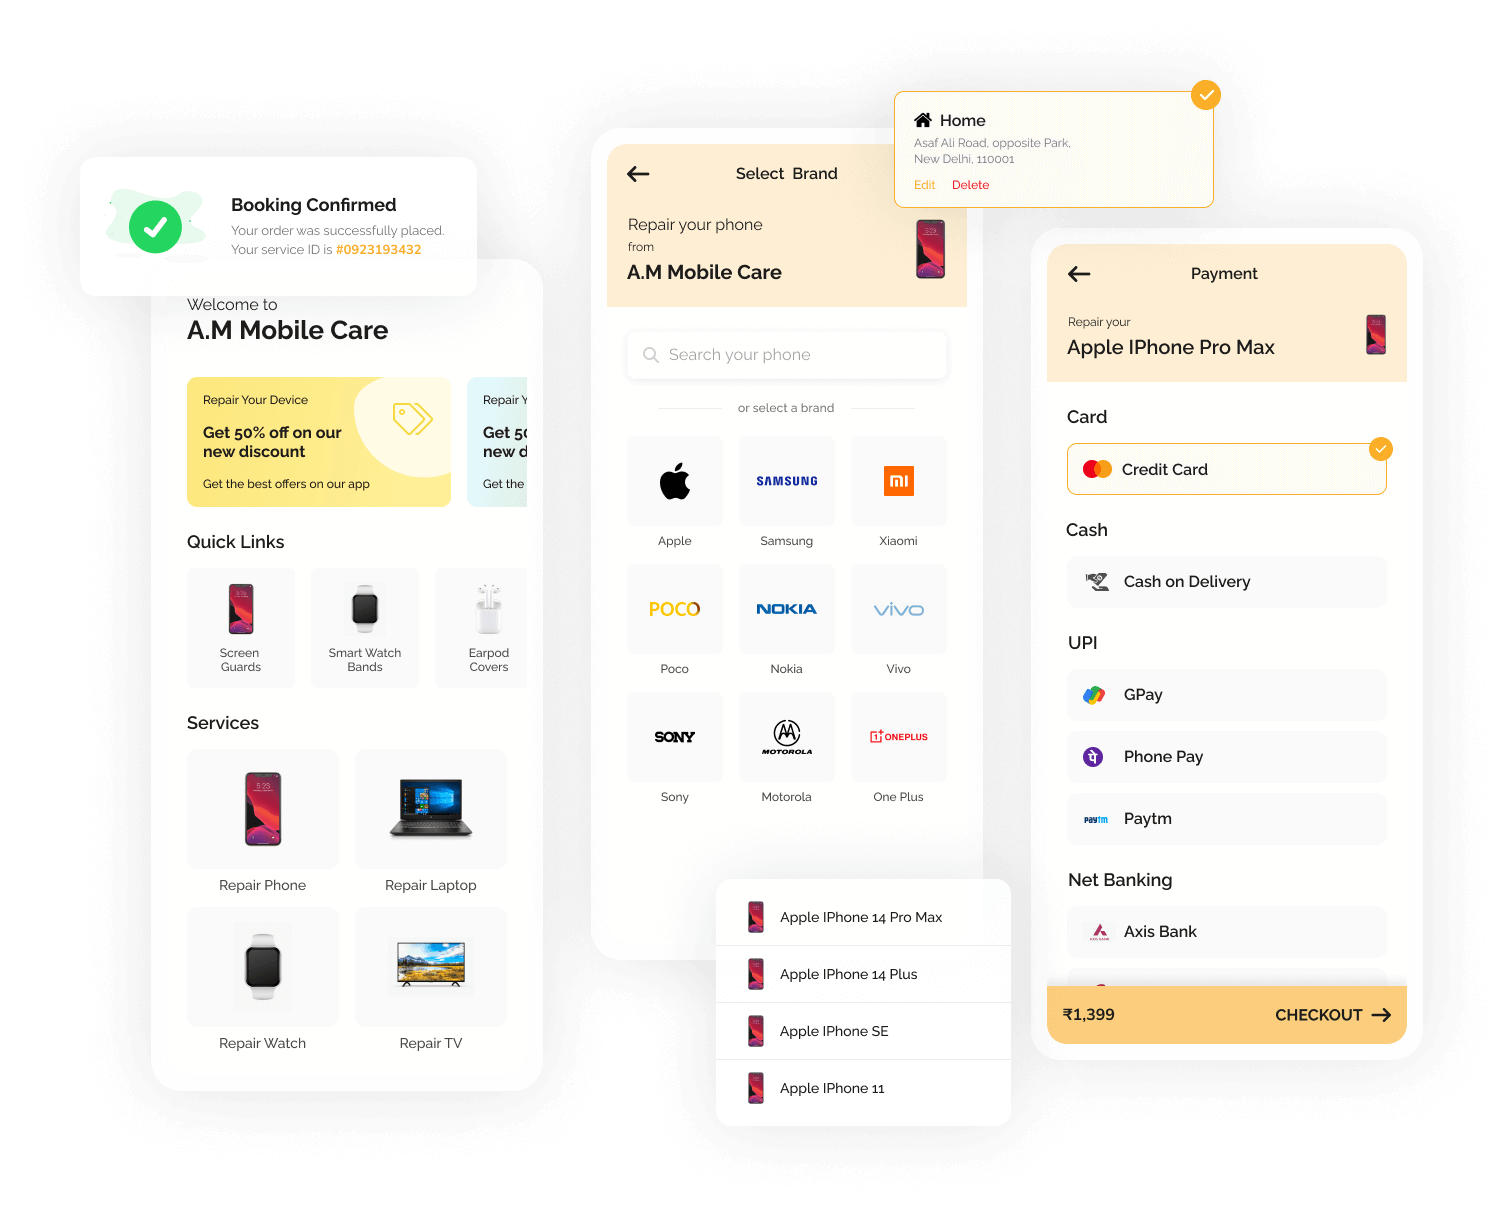 Booking Confirmed
Your order was successfully placed.
Your service ID is #0923193432
Welcome to
A.M Mobile Care
Repair Your Device
Get 50% off on our
new discount
Get the best offers on our app
Repair Y
Get 50
new d
Get the
Quick Links
Screen
Guards
Smart Watch
Bands
Earpod
Covers
Services
Repair Phone
Repair Laptop
Repair Watch
Repair TV
Select Brand
Repair your phone
from
A.M Mobile Care
Search your phone
or select a brand
SAMSUNG
mi
Apple
Samsung
Xiaomi
POCO
NOKIA
vivo
Poco
Nokia
Vivo
SONY
MOTOROLA
ONEPLUS
Sony
Motorola
One Plus
Apple IPhone 14 Pro Max
Apple IPhone 14 Plus
Apple IPhone SE
Apple IPhone 11
Home
Asaf Ali Road, opposite Park,
New Delhi, 110001
Edit Delete
Payment
Repair your
Apple IPhone Pro Max
Card
Credit Card
Cash
Cash on Delivery
UPI
GPay
Phone Pay
paytm
Paytm
Net Banking
AXIS BANK
Axis Bank
₹1,399
CHECKOUT